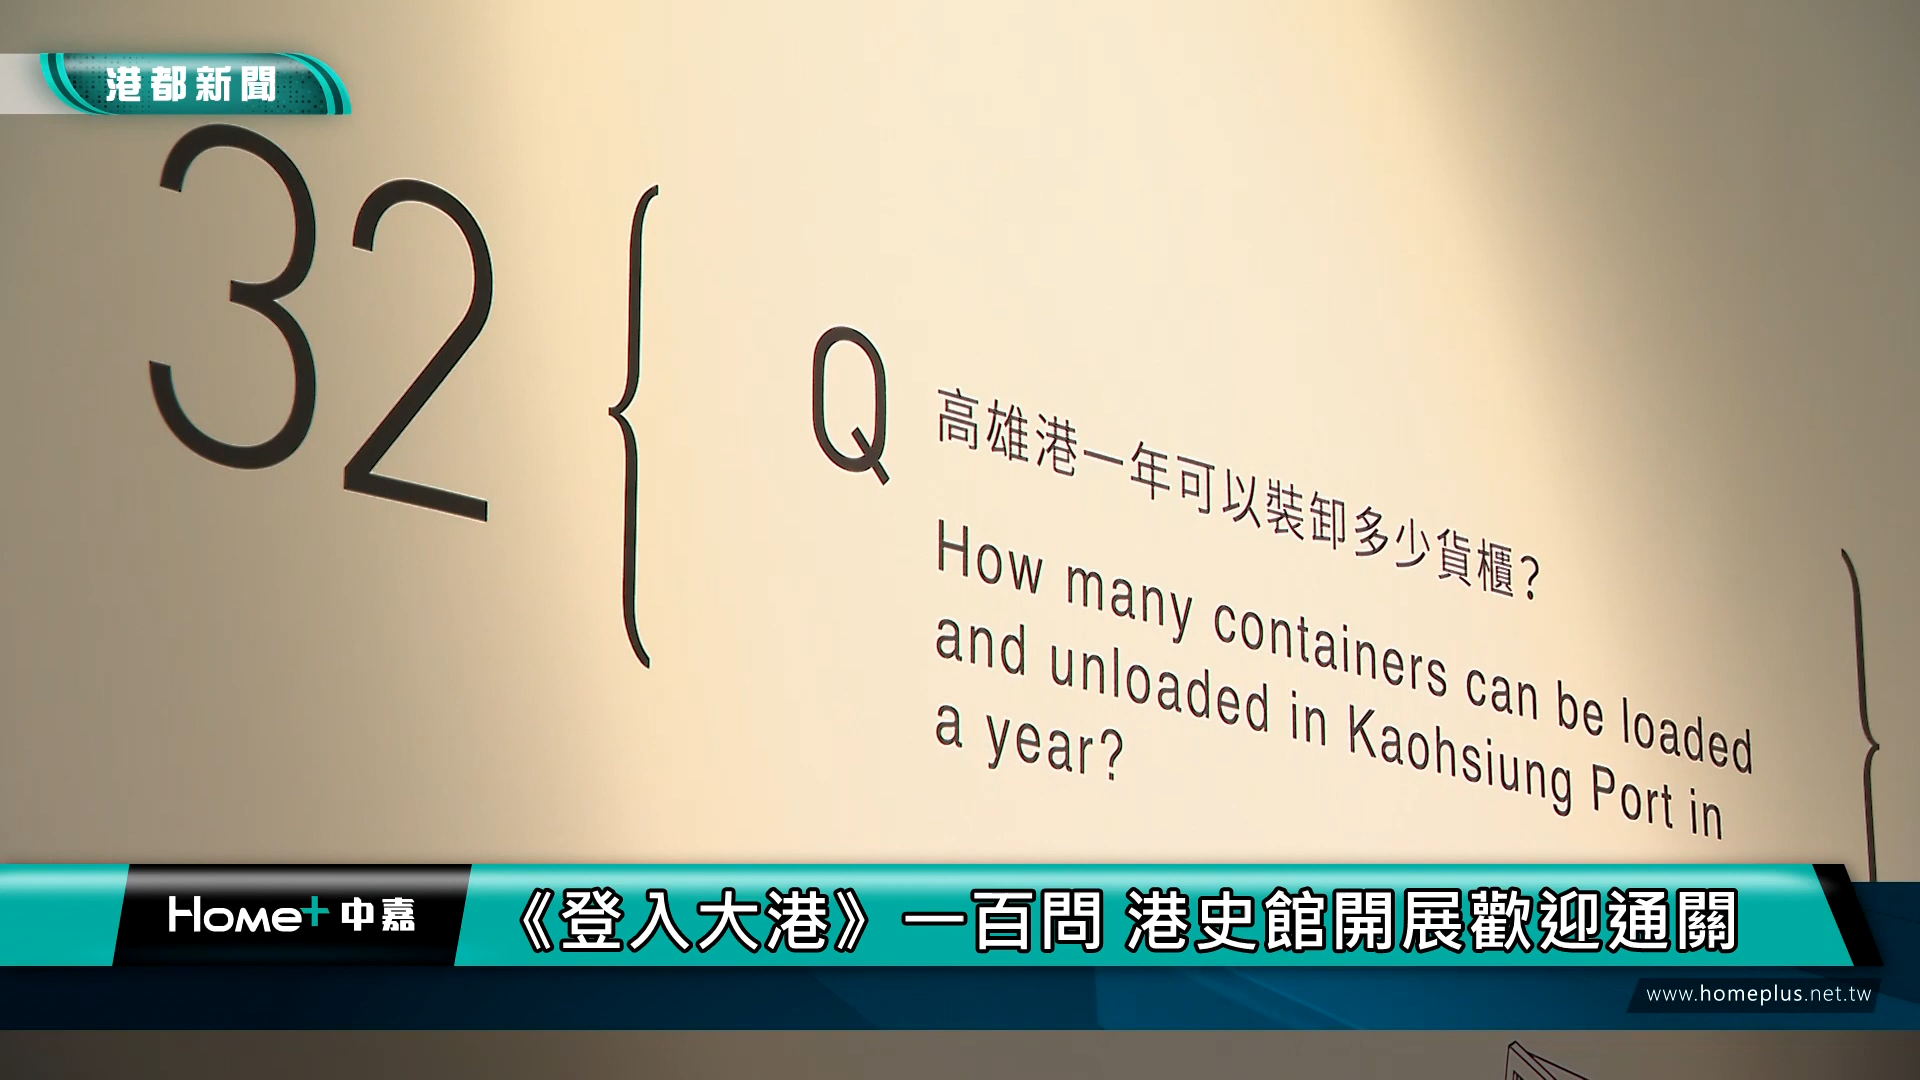 港都新聞
32
Q
高雄港一年可以裝卸多少貨櫃?
How many containers can be loaded
and unloaded in Kaohsiung Port in
a year?
Home+ 中嘉
《登入大港》一百問 港史館開展歡迎通關
www.homeplus.net.tw